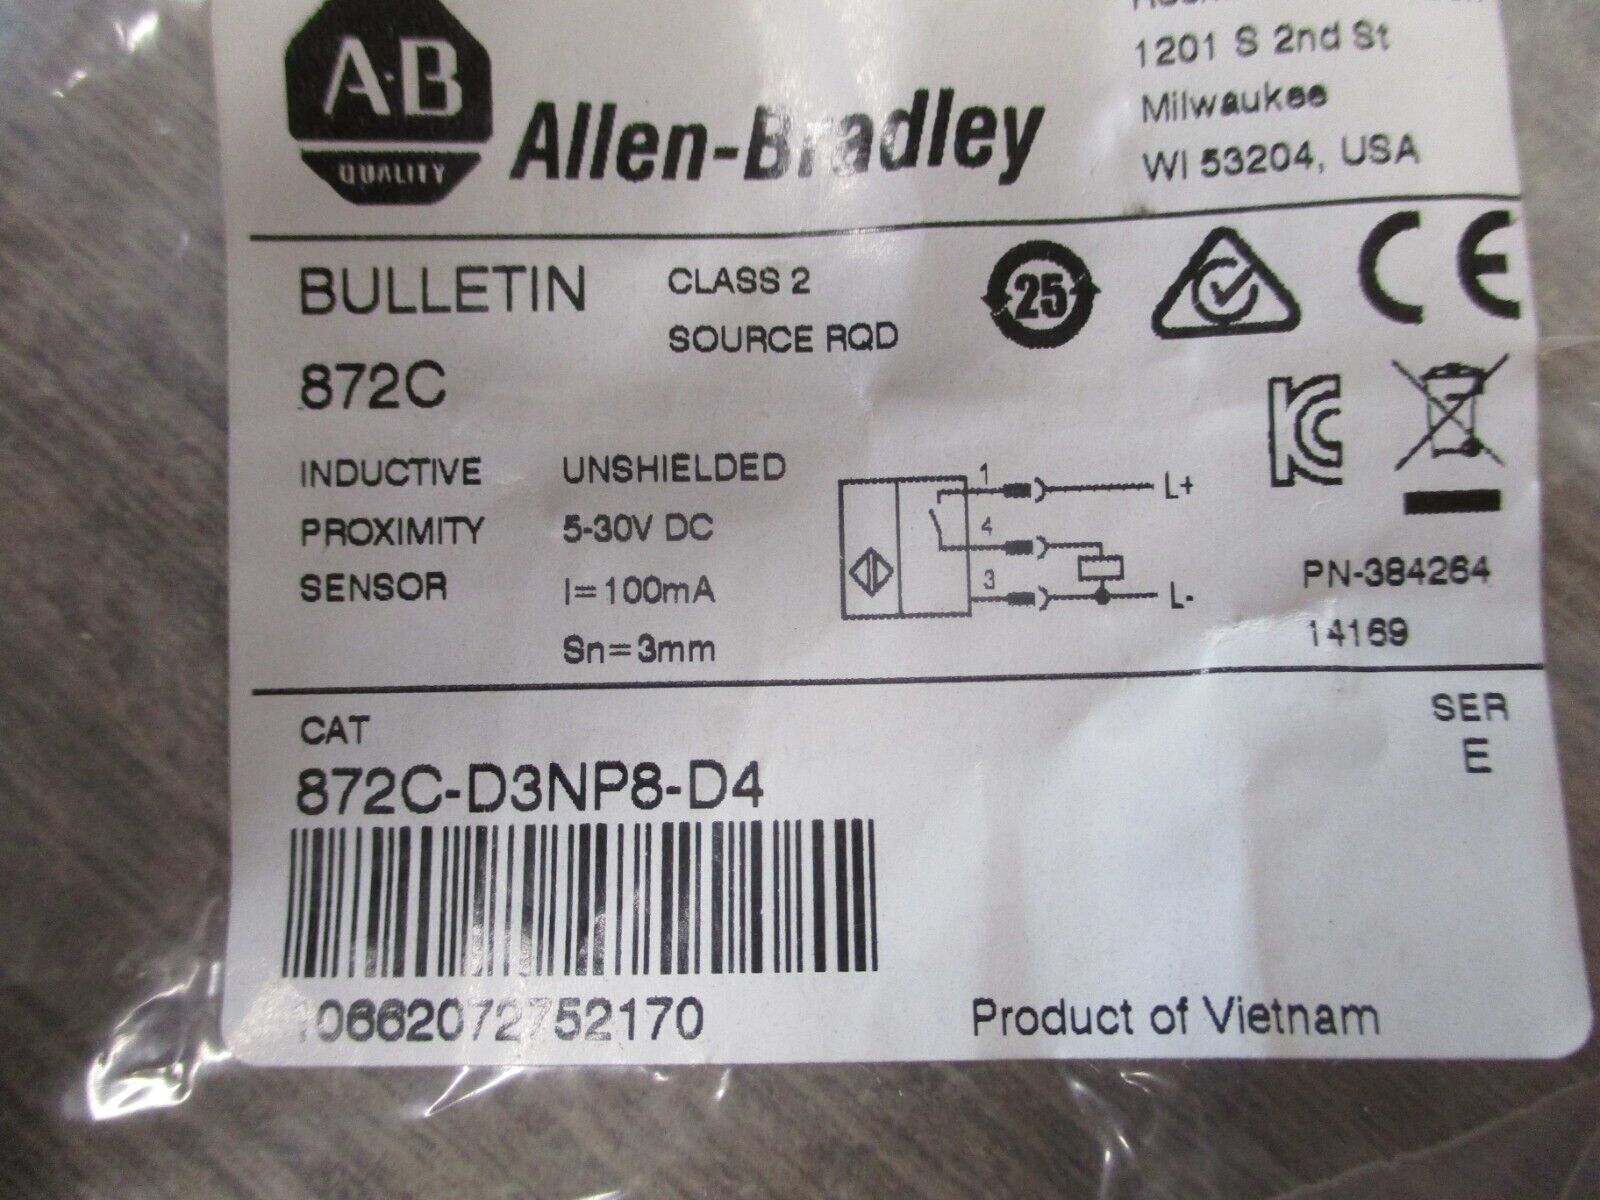 A·B
QUALITY
Allen-Bradley
1201 S 2nd St
Milwaukee
WI 53204, USA
BULLETIN
872C
CLASS 2
SOURCE RQD
25
CE
KC
INDUCTIVE
PROXIMITY
SENSOR
UNSHIELDED
5-30V DC
I=100mA
Sn=3mm
1
L+
4
3
L-
PN-384264
14169
CAT
872C-D3NP8-D4
SER
E
10662072752170
Product of Vietnam